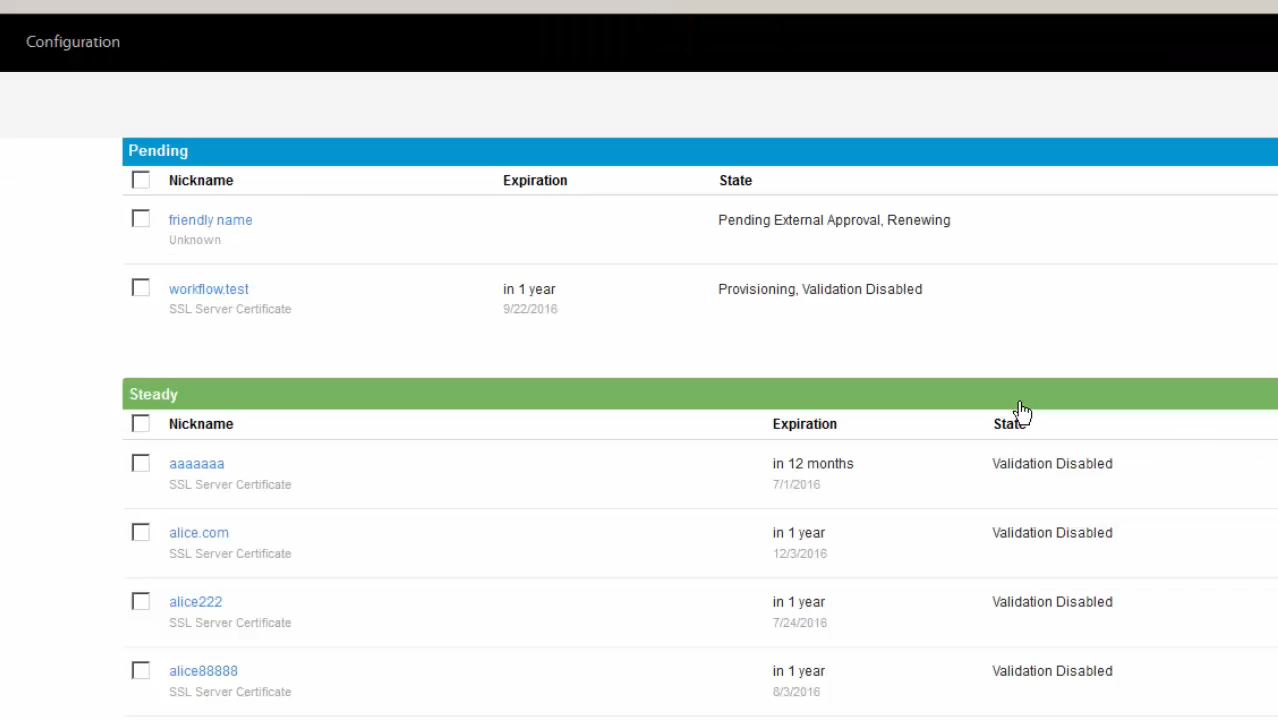 Configuration
Pending
Nickname Expiration State
friendly name Pending External Approval, Renewing
Unknown
workflow.test in 1 year Provisioning, Validation Disabled
SSL Server Certificate 9/22/2016
Steady
Nickname Expiration State
aaaaaaa in 12 months Validation Disabled
SSL Server Certificate 7/1/2016
alice.com in 1 year Validation Disabled
SSL Server Certificate 12/3/2016
alice222 in 1 year Validation Disabled
SSL Server Certificate 7/24/2016
alice88888 in 1 year Validation Disabled
SSL Server Certificate 8/3/2016